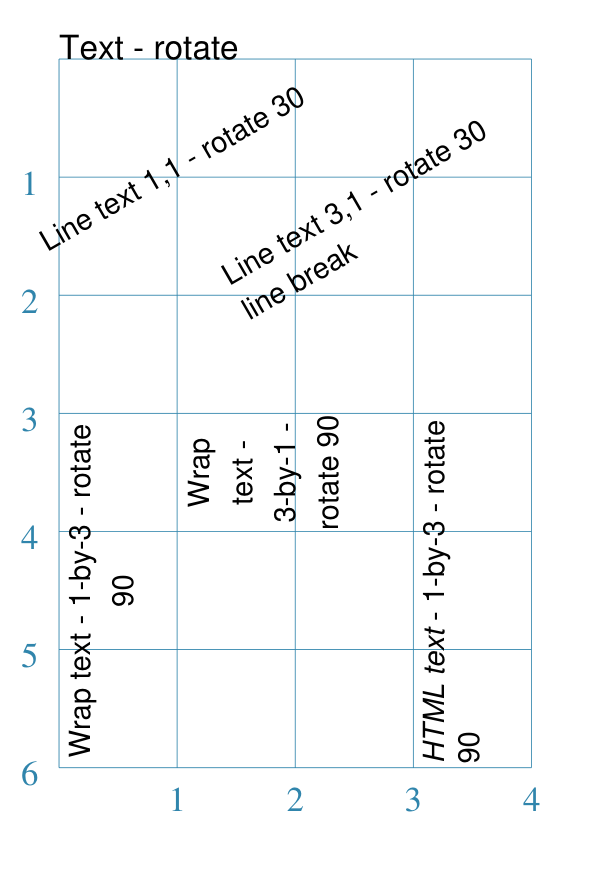 Text - rotate
Line text 1,1 - rotate 30
Line text 3,1 - rotate 30
line break
1
2
3
4
5
6
Wrap text - 1-by-3 - rotate
90
Wrap
text -
3-by-1 -
rotate 90
HTML text - 1-by-3 - rotate
90
1
2
3
4